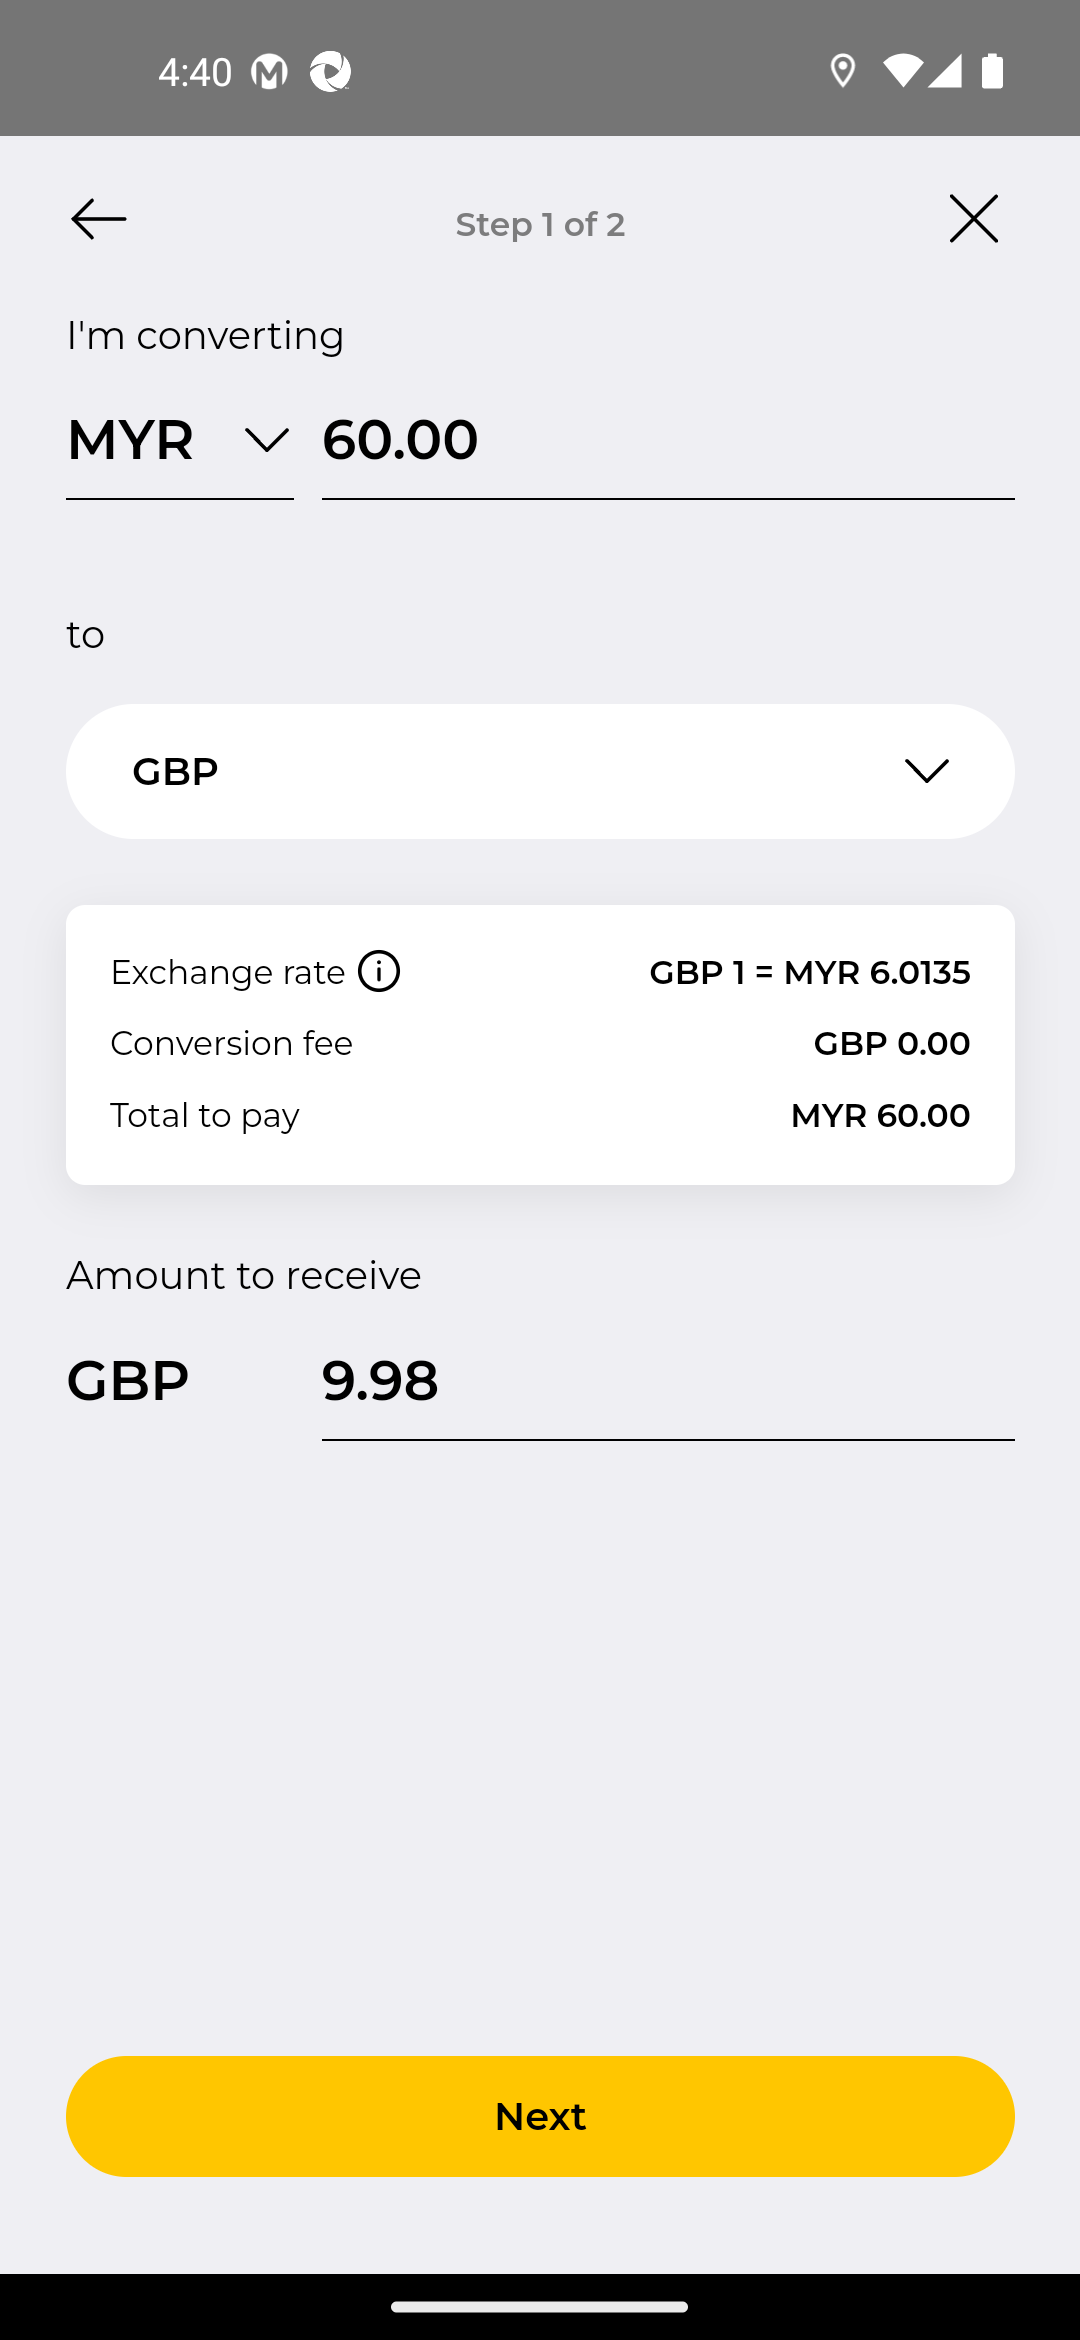 4:40
Step 1 of 2
I'm converting
MYR 60.00
to
GBP
Exchange rate GBP 1 = MYR 6.0135
Conversion fee GBP 0.00
Total to pay MYR 60.00
Amount to receive
GBP 9.98
Next